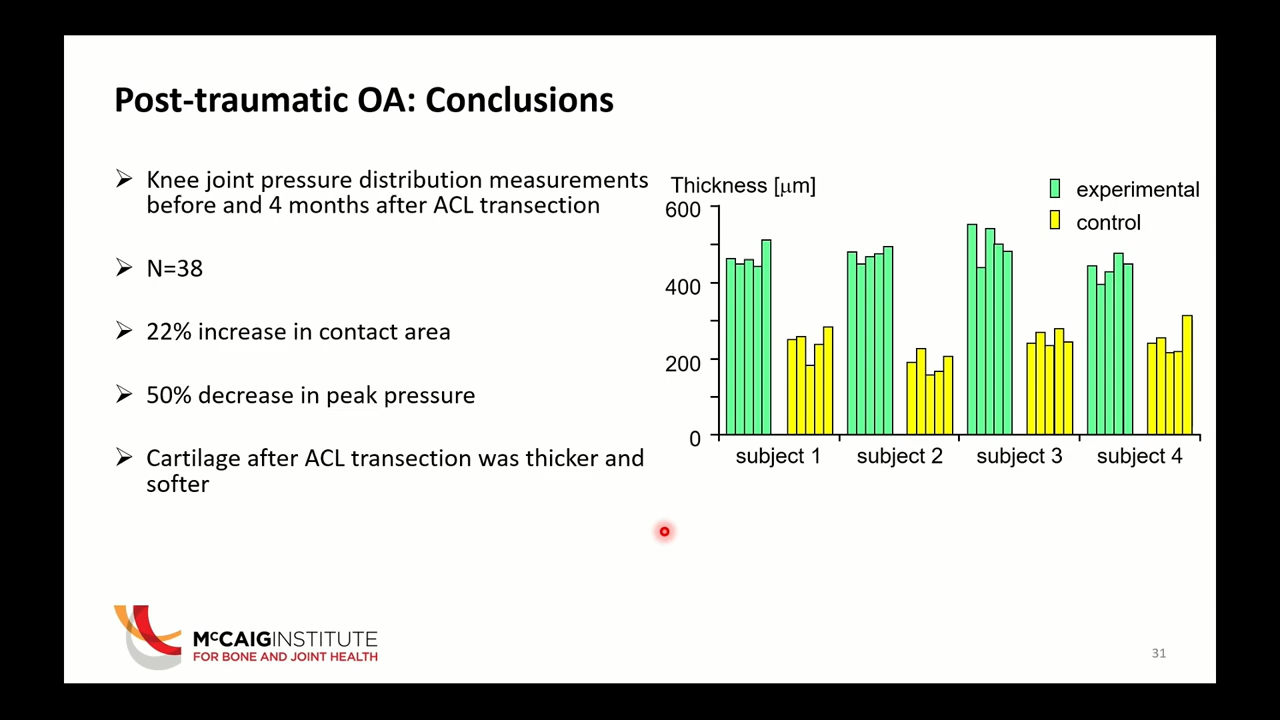 Post-traumatic OA: Conclusions
Knee joint pressure distribution measurements
before and 4 months after ACL transection
N=38
22% increase in contact area
50% decrease in peak pressure
Cartilage after ACL transection was thicker and
softer
Thickness [μm]
experimental
control
600
400
200
0
subject 1
subject 2
subject 3
subject 4
McCAIG INSTITUTE
FOR BONE AND JOINT HEALTH
31